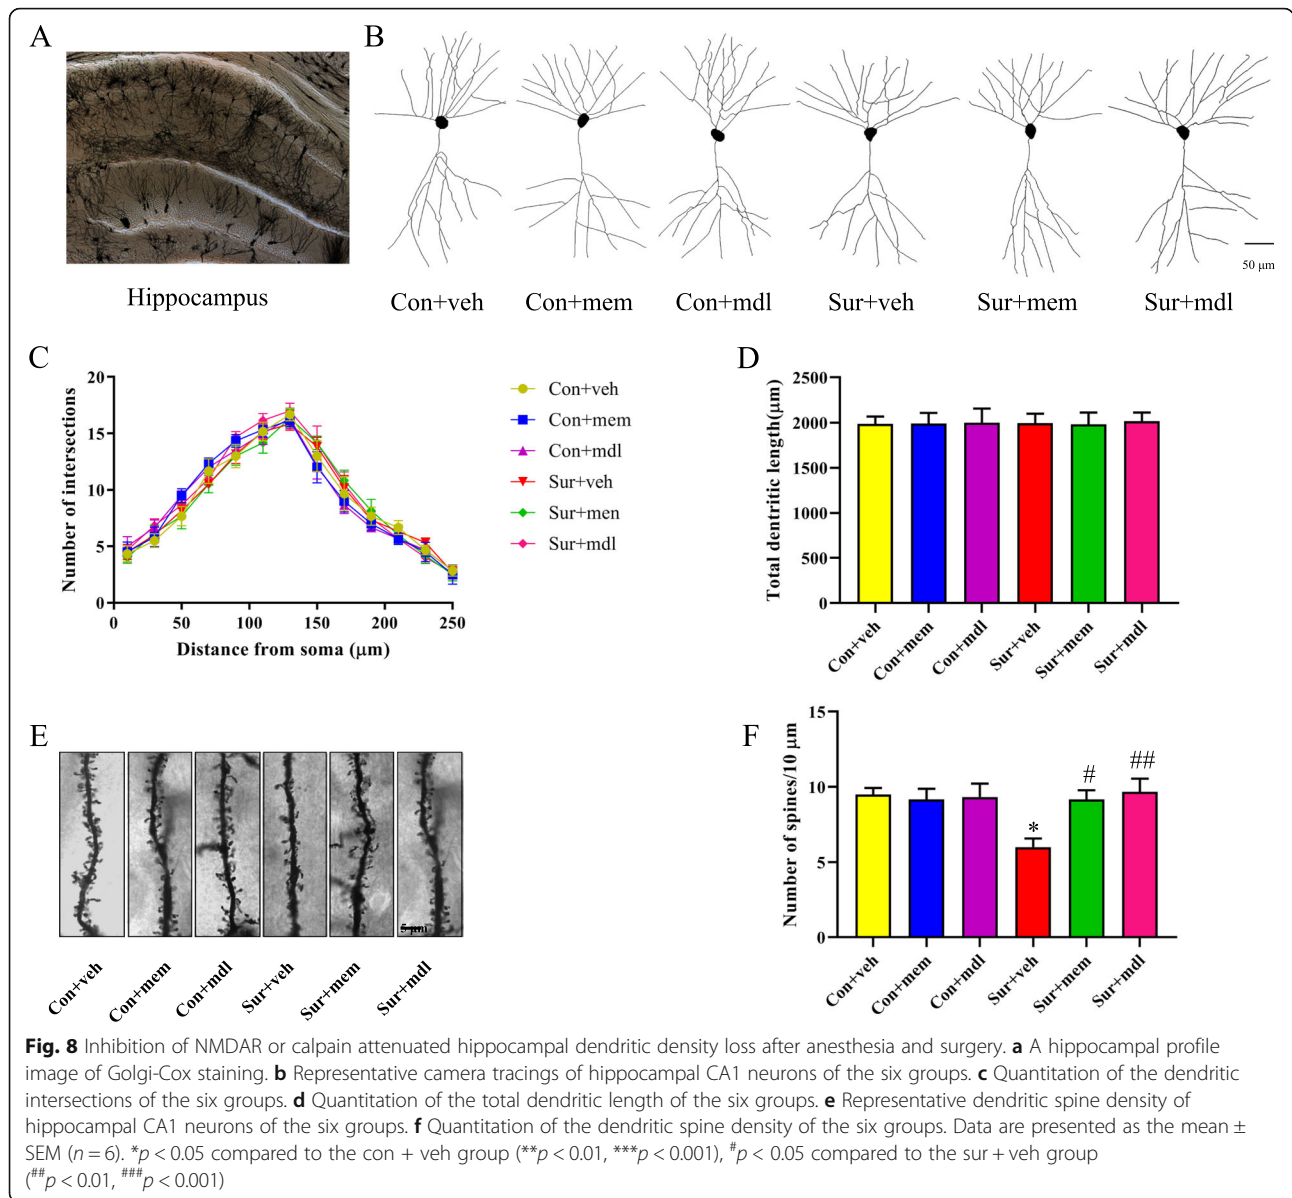 A
B
Hippocampus
Con+veh
Con+mem
Con+mdl
Sur+veh
Sur+mem
Sur+mdl
50 μm
C
Number of intersections
20
15
10
5
0
0
50
100
150
200
250
Distance from soma (μm)
Con+veh
Con+mem
Con+mdl
Sur+veh
Sur+men
Sur+mdl
D
Total dendritic length(μm)
2500
2000
1500
1000
500
0
Con+veh
Con+mem
Con+mdl
Sur+veh
Sur+mem
Sur+mdl
E
5 μm
Con+veh
Con+mem
Con+mdl
Sur+veh
Sur+mem
Sur+mdl
F
Number of spines/10 μm
15
10
5
0
*
#
##
Con+veh
Con+mem
Con+mdl
Sur+veh
Sur+mem
Sur+mdl
Fig. 8 Inhibition of NMDAR or calpain attenuated hippocampal dendritic density loss after anesthesia and surgery. a A hippocampal profile
image of Golgi-Cox staining. b Representative camera tracings of hippocampal CA1 neurons of the six groups. c Quantitation of the dendritic
intersections of the six groups. d Quantitation of the total dendritic length of the six groups. e Representative dendritic spine density of
hippocampal CA1 neurons of the six groups. f Quantitation of the dendritic spine density of the six groups. Data are presented as the mean ±
SEM (n = 6). *p < 0.05 compared to the con + veh group (**p < 0.01, ***p < 0.001), #p < 0.05 compared to the sur + veh group
(##p < 0.01, ###p < 0.001)